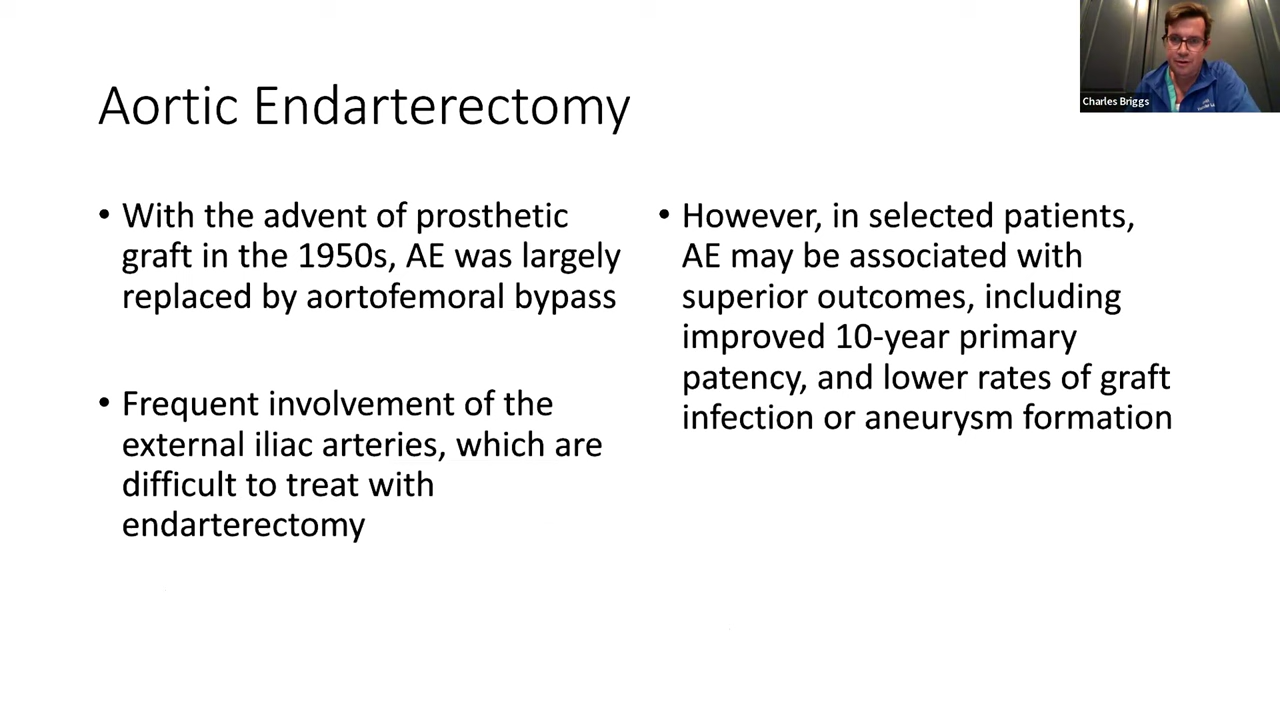 Aortic Endarterectomy
Charles Briggs
• With the advent of prosthetic
graft in the 1950s, AE was largely
replaced by aortofemoral bypass
• Frequent involvement of the
external iliac arteries, which are
difficult to treat with
endarterectomy
• However, in selected patients,
AE may be associated with
superior outcomes, including
improved 10-year primary
patency, and lower rates of graft
infection or aneurysm formation